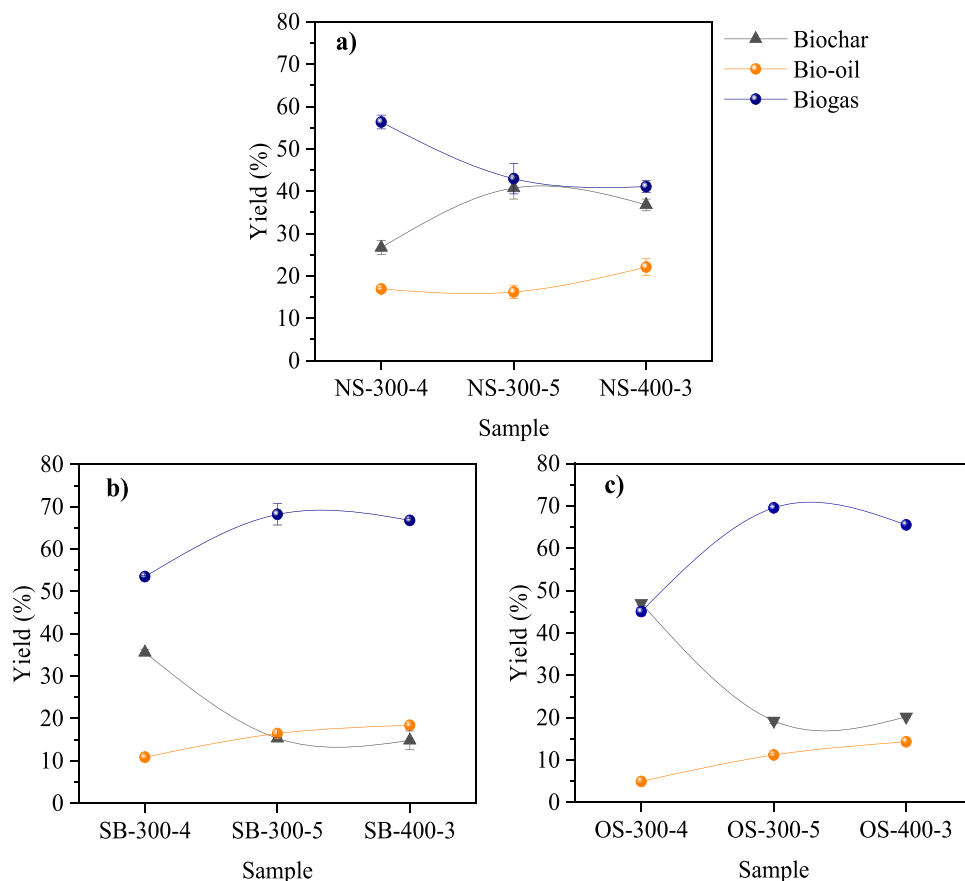 a)
Biochar
Bio-oil
Biogas
Yield (%)
80
70
60
50
40
30
20
10
0
NS-300-4 NS-300-5 NS-400-3
Sample
b)
Yield (%)
80
70
60
50
40
30
20
10
0
SB-300-4 SB-300-5 SB-400-3
Sample
c)
Yield (%)
80
70
60
50
40
30
20
10
0
OS-300-4 OS-300-5 OS-400-3
Sample